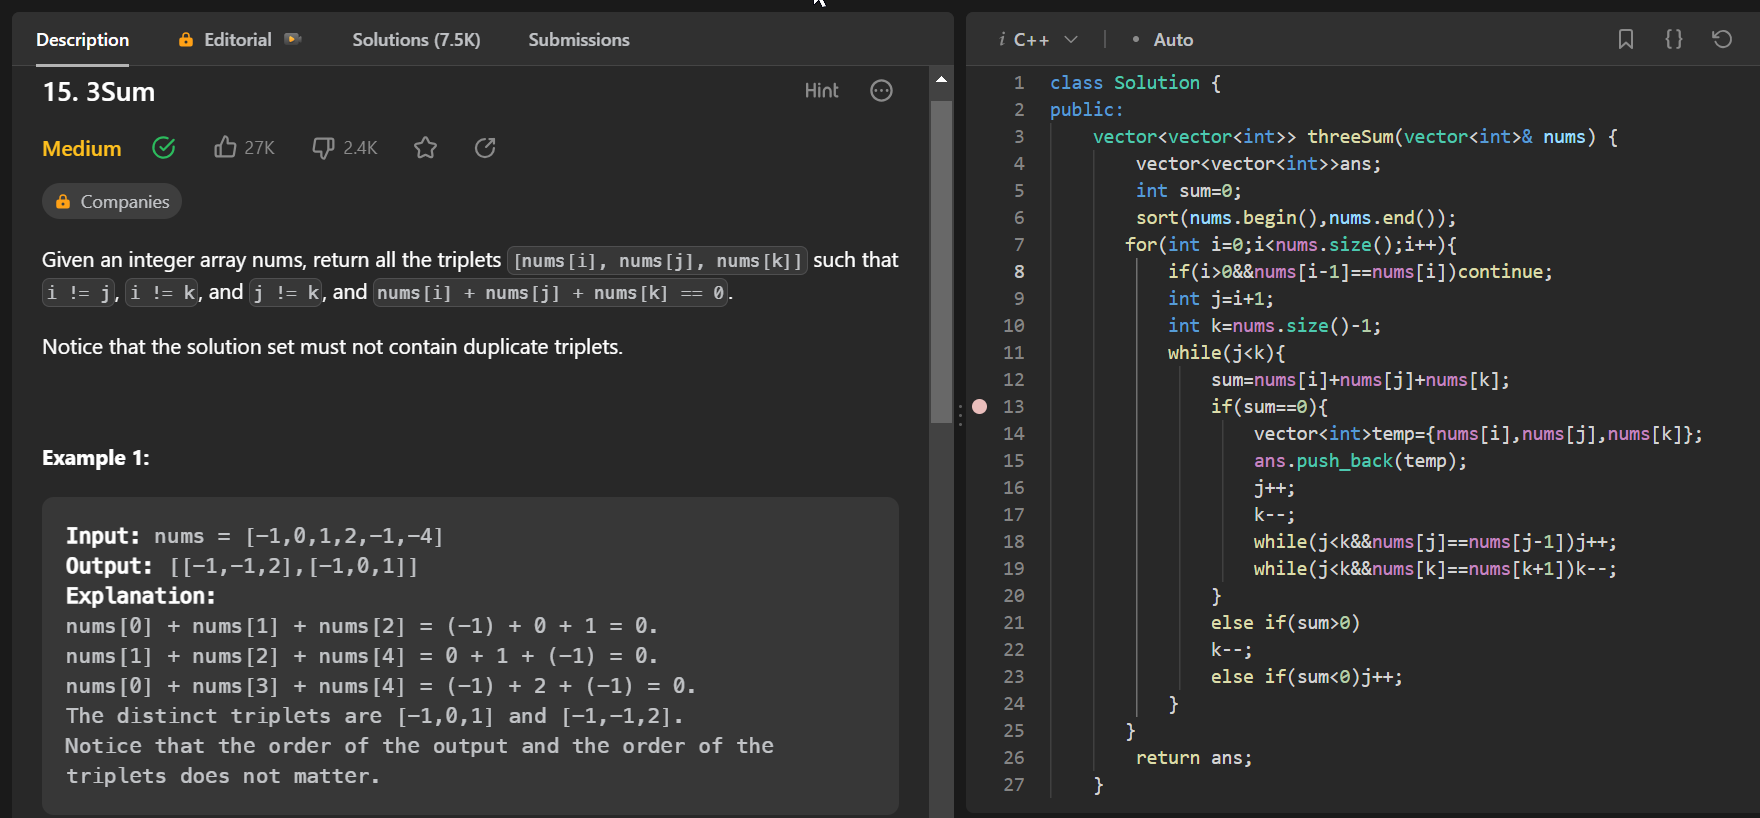 Description Editorial Solutions (7.5K) Submissions
15. 3Sum Hint
Medium 27K 2.4K
Companies
Given an integer array nums, return all the triplets [nums[i], nums[j], nums[k]] such that
i != j, i != k, and j != k, and nums[i] + nums[j] + nums[k] == 0.
Notice that the solution set must not contain duplicate triplets.
Example 1:
Input: nums = [-1,0,1,2,-1,-4]
Output: [[-1,-1,2],[-1,0,1]]
Explanation:
nums[0] + nums[1] + nums[2] = (-1) + 0 + 1 = 0.
nums[1] + nums[2] + nums[4] = 0 + 1 + (-1) = 0.
nums[0] + nums[3] + nums[4] = (-1) + 2 + (-1) = 0.
The distinct triplets are [-1,0,1] and [-1,-1,2].
Notice that the order of the output and the order of the
triplets does not matter.
i C++ | • Auto {}
1 class Solution {
2 public:
3 vector<vector<int>> threeSum(vector<int>& nums) {
4 vector<vector<int>>ans;
5 int sum=0;
6 sort(nums.begin(),nums.end());
7 for(int i=0;i<nums.size();i++){
8 if(i>0&&nums[i-1]==nums[i])continue;
9 int j=i+1;
10 int k=nums.size()-1;
11 while(j<k){
12 sum=nums[i]+nums[j]+nums[k];
13 if(sum==0){
14 vector<int>temp={nums[i],nums[j],nums[k]};
15 ans.push_back(temp);
16 j++;
17 k--;
18 while(j<k&&nums[j]==nums[j-1])j++;
19 while(j<k&&nums[k]==nums[k+1])k--;
20 }
21 else if(sum>0)
22 k--;
23 else if(sum<0)j++;
24 }
25 }
26 return ans;
27 }